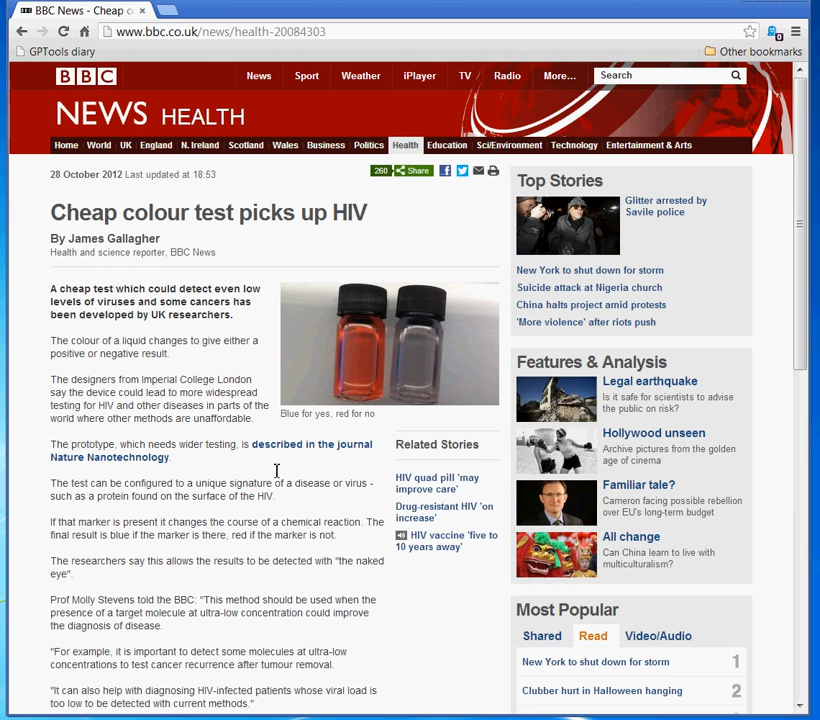 BBC News - Cheap c
www.bbc.co.uk/news/health-20084303
GPTools diary
Other bookmarks
BBC
News Sport Weather iPlayer TV Radio More... Search
NEWS HEALTH
Home World UK England N. Ireland Scotland Wales Business Politics Health Education Sci/Environment Technology Entertainment & Arts
28 October 2012 Last updated at 18:53
260 Share
Cheap colour test picks up HIV
By James Gallagher
Health and science reporter, BBC News
A cheap test which could detect even low
levels of viruses and some cancers has
been developed by UK researchers.
The colour of a liquid changes to give either a
positive or negative result.
The designers from Imperial College London
say the device could lead to more widespread
testing for HIV and other diseases in parts of the
world where other methods are unaffordable.
The prototype, which needs wider testing, is described in the journal
Nature Nanotechnology.
The test can be configured to a unique signature of a disease or virus -
such as a protein found on the surface of the HIV.
If that marker is present it changes the course of a chemical reaction. The
final result is blue if the marker is there, red if the marker is not.
The researchers say this allows the results to be detected with "the naked
eye".
Prof Molly Stevens told the BBC: "This method should be used when the
presence of a target molecule at ultra-low concentration could improve
the diagnosis of disease.
"For example, it is important to detect some molecules at ultra-low
concentrations to test cancer recurrence after tumour removal.
"It can also help with diagnosing HIV-infected patients whose viral load is
too low to be detected with current methods."
Blue for yes, red for no
Related Stories
HIV quad pill 'may
improve care'
Drug-resistant HIV 'on
increase'
HIV vaccine 'five to
10 years away'
Top Stories
Glitter arrested by
Savile police
New York to shut down for storm
Suicide attack at Nigeria church
China halts project amid protests
'More violence' after riots push
Features & Analysis
Legal earthquake
Is it safe for scientists to advise
the public on risk?
Hollywood unseen
Archive pictures from the golden
age of cinema
Familiar tale?
Cameron facing possible rebellion
over EU's long-term budget
All change
Can China learn to live with
multiculturalism?
Most Popular
Shared Read Video/Audio
New York to shut down for storm 1
Clubber hurt in Halloween hanging 2